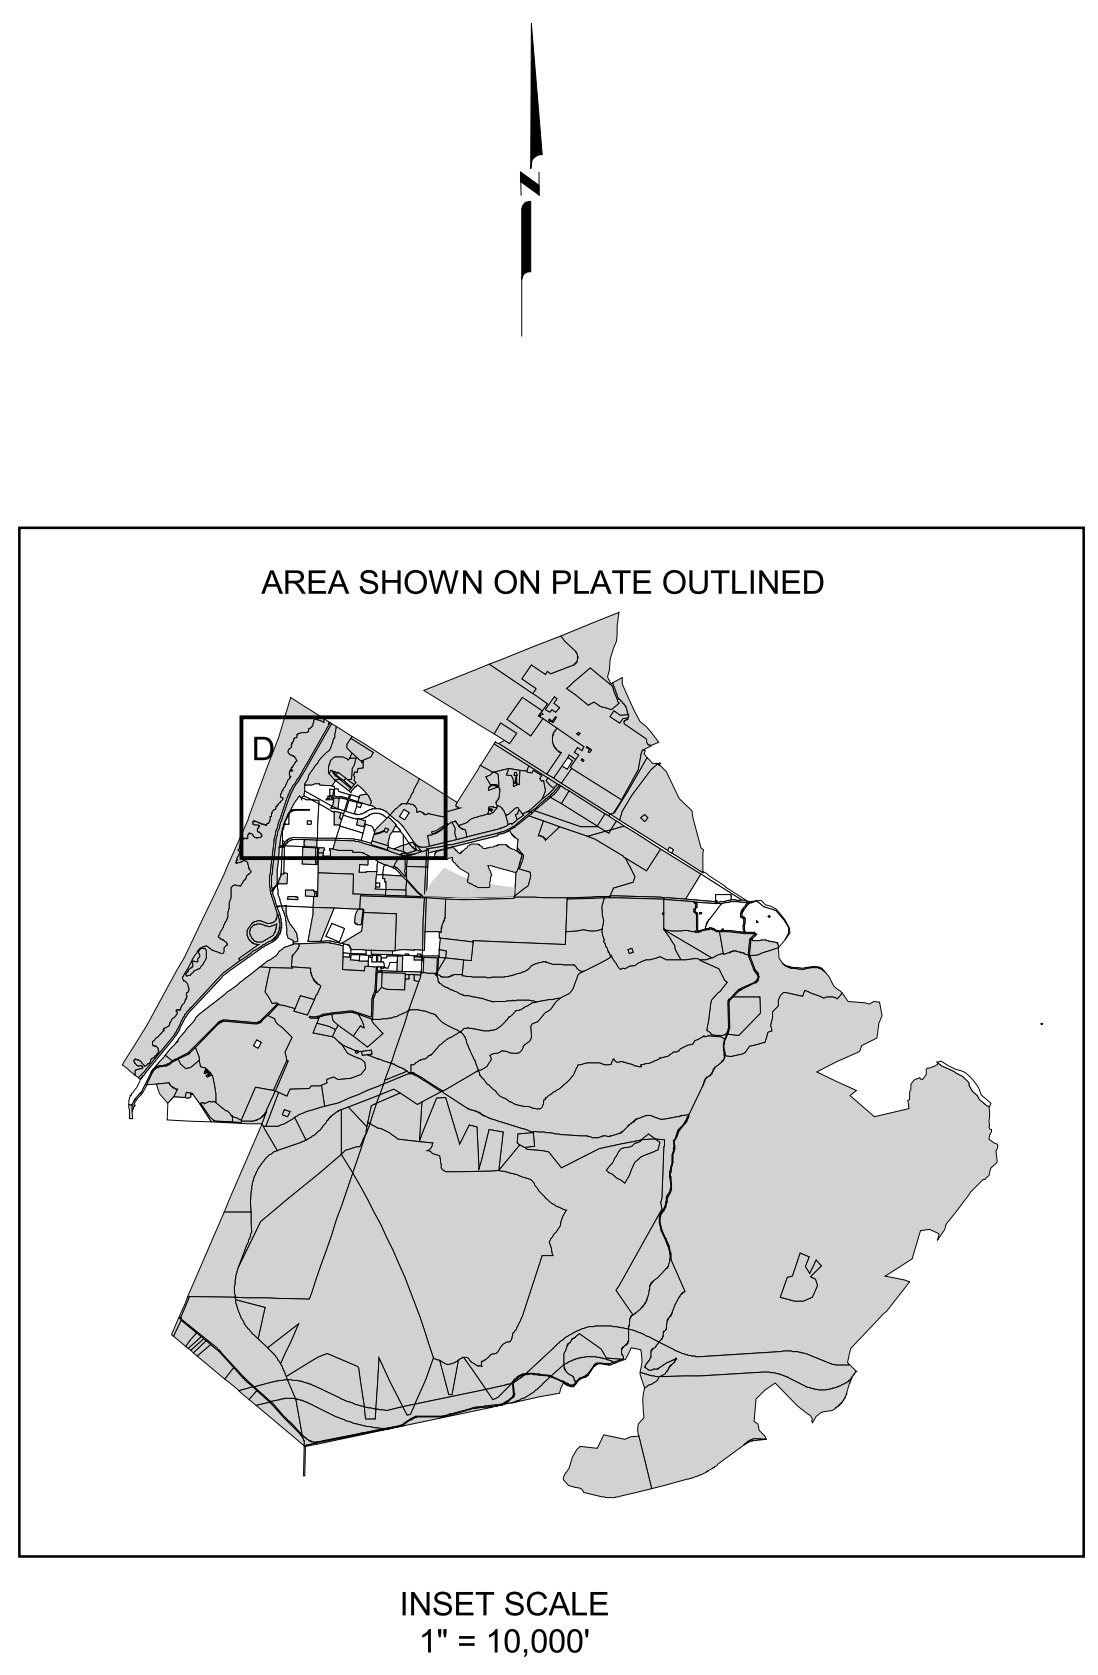 N
AREA SHOWN ON PLATE OUTLINED
D
INSET SCALE
1" = 10,000'